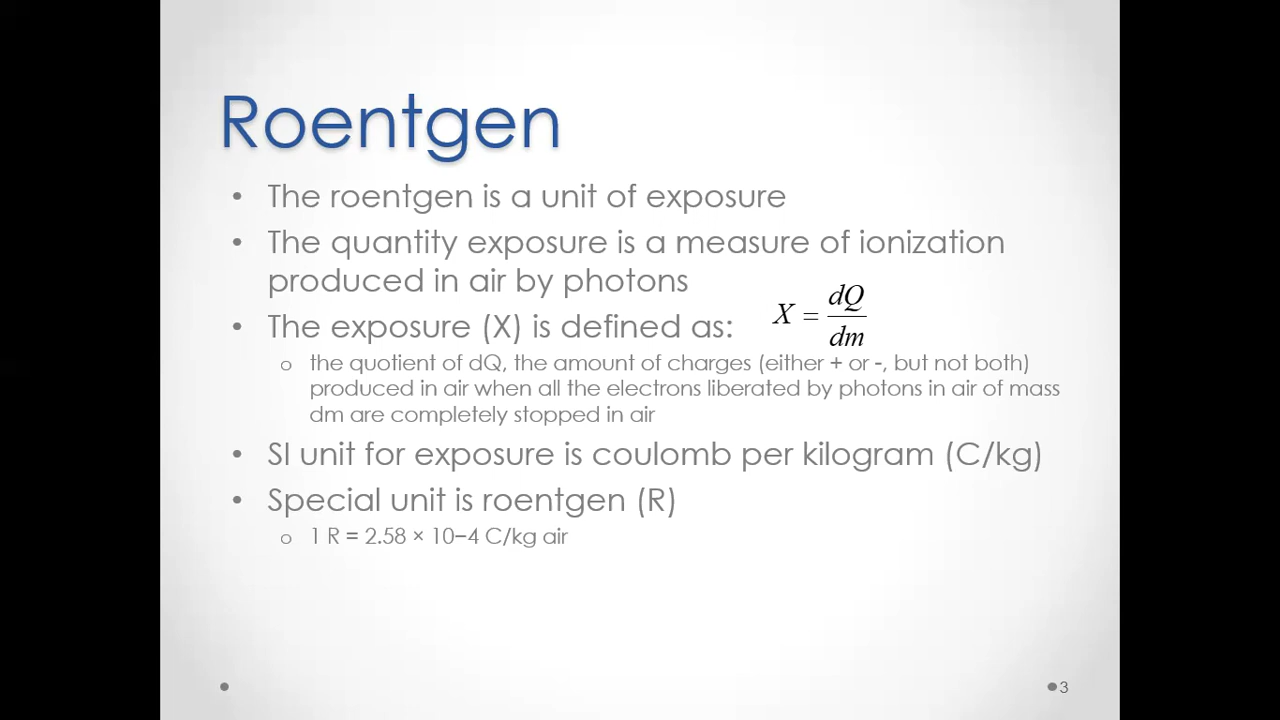 Roentgen
• The roentgen is a unit of exposure
• The quantity exposure is a measure of ionization
produced in air by photons
• The exposure (X) is defined as:
X = dQ/dm
o the quotient of dQ, the amount of charges (either + or -, but not both)
produced in air when all the electrons liberated by photons in air of mass
dm are completely stopped in air
• SI unit for exposure is coulomb per kilogram (C/kg)
• Special unit is roentgen (R)
o 1 R = 2.58 × 10−4 C/kg air
3